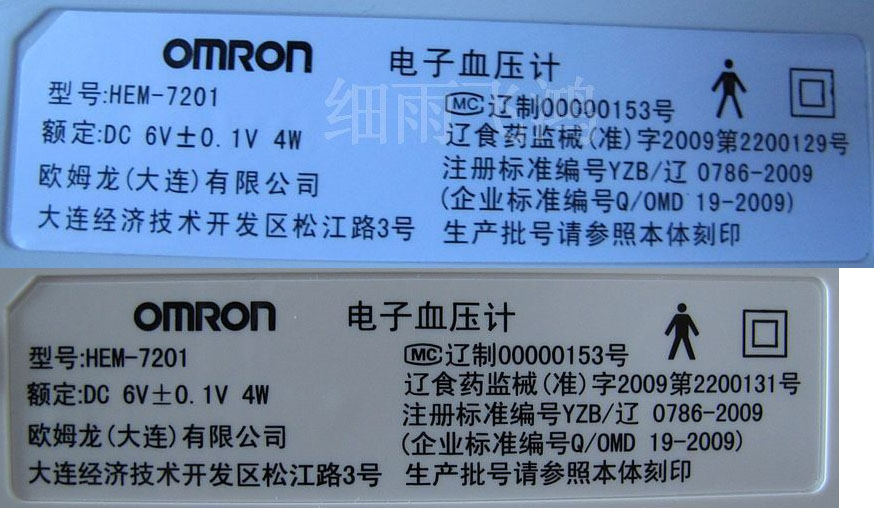 OMRON 电子血压计
型号:HEM-7201
额定:DC 6V±0.1V 4W
欧姆龙(大连)有限公司
大连经济技术开发区松江路3号
MC 辽制00000153号
辽食药监械(准)字2009第2200129号
注册标准编号YZB/辽 0786-2009
(企业标准编号Q/OMD 19-2009)
生产批号请参照本体刻印
细雨飞鸿
OMRON 电子血压计
型号:HEM-7201
额定:DC 6V±0.1V 4W
欧姆龙(大连)有限公司
大连经济技术开发区松江路3号
MC 辽制00000153号
辽食药监械(准)字2009第2200131号
注册标准编号YZB/辽 0786-2009
(企业标准编号Q/OMD 19-2009)
生产批号请参照本体刻印